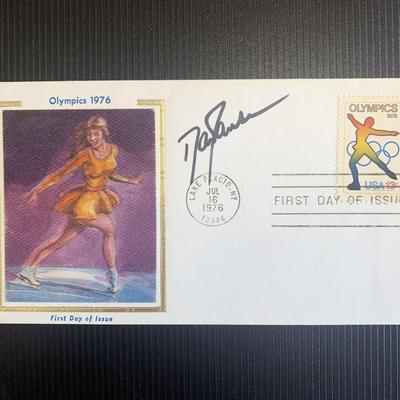 Olympics 1976
First Day of Issue
LAKE PLACID, NY
JUL
16
1976
12946
OLYMPICS
1976
USA 13c
FIRST DAY OF ISSUE